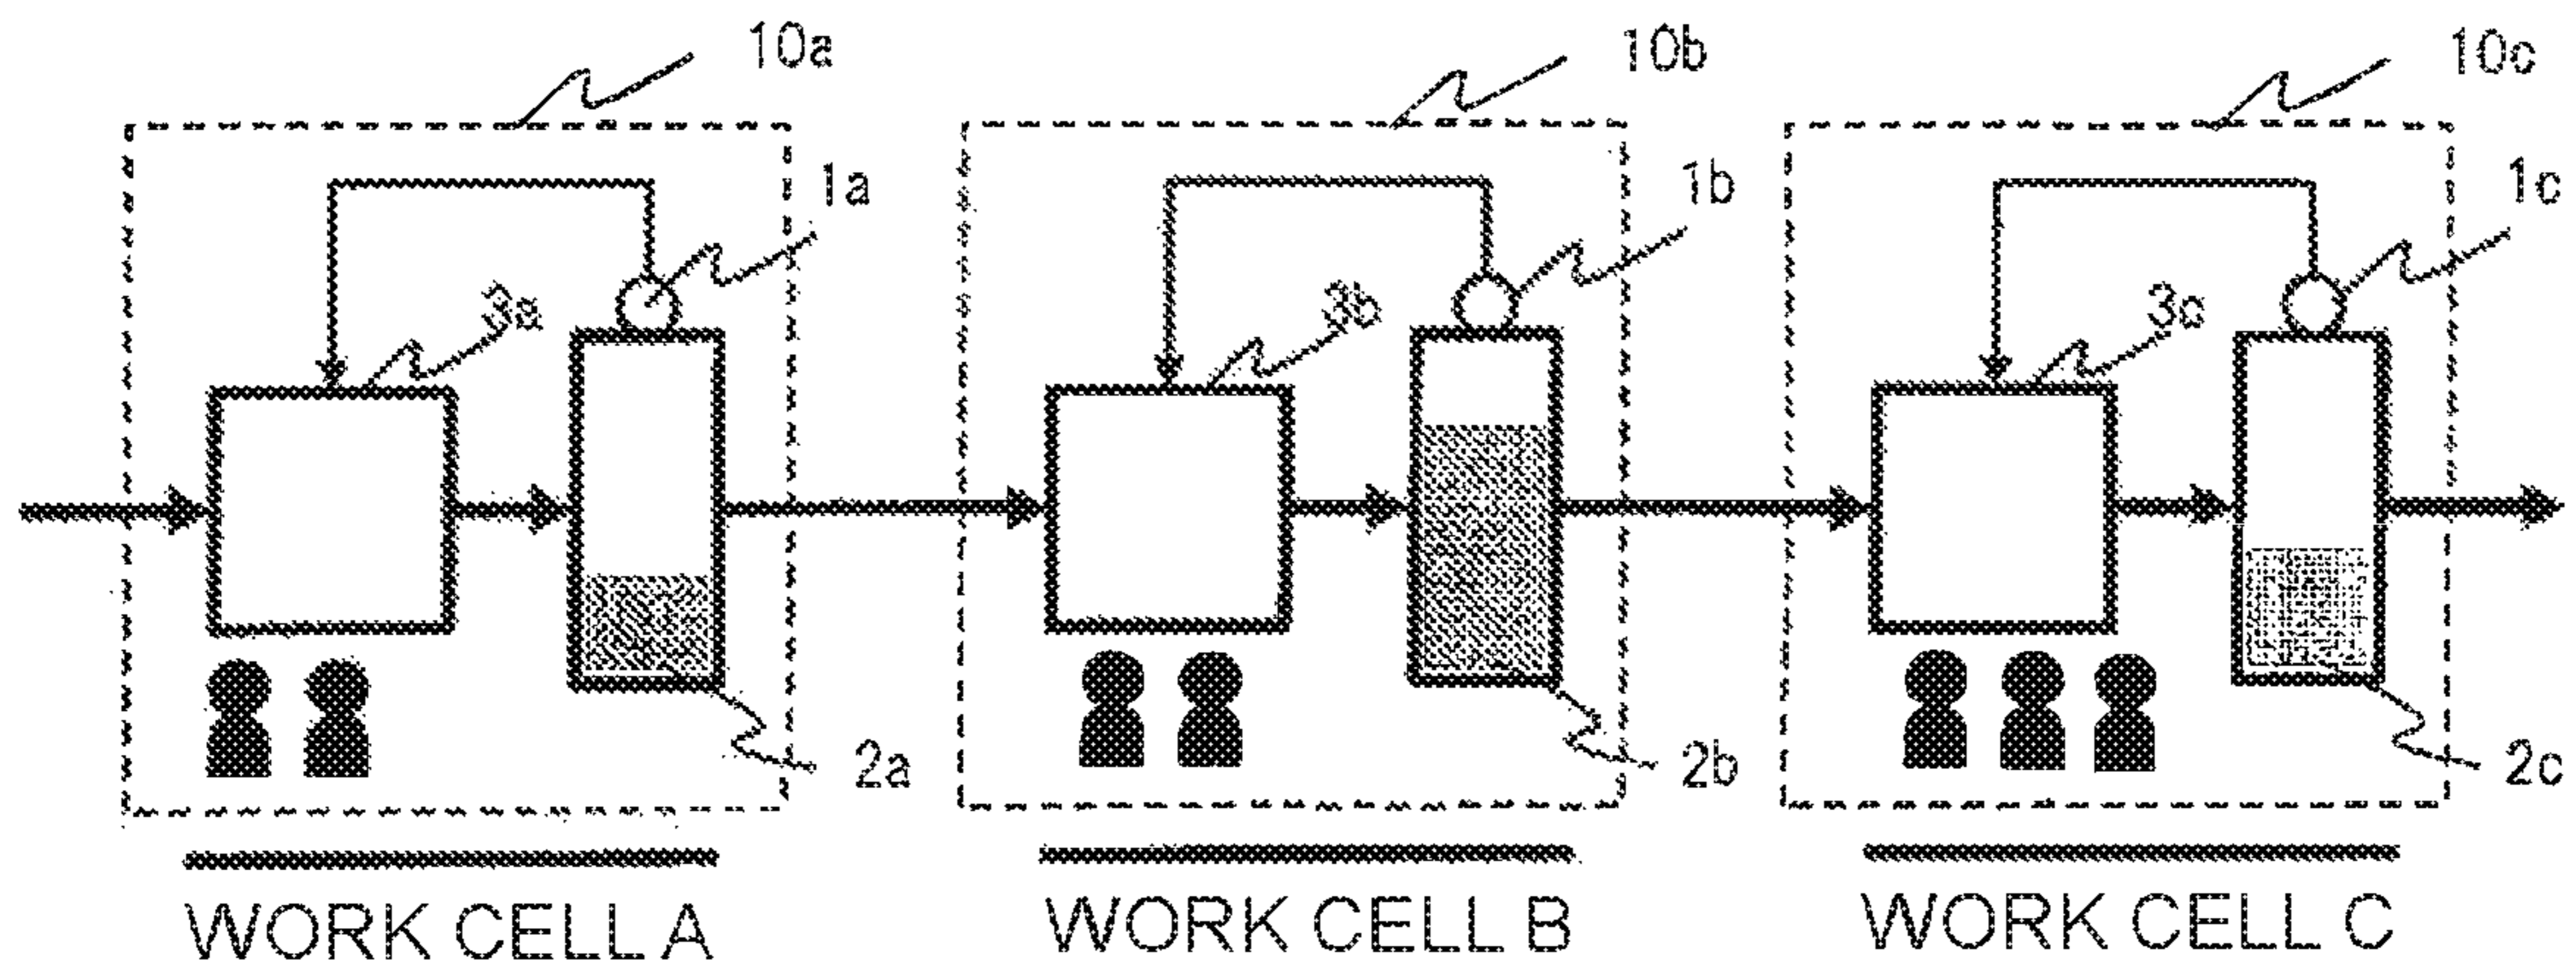 10a 10b 10c
1a 1b 1c
3a 3b 3c
2a 2b 2c
WORK CELL A WORK CELL B WORK CELL C